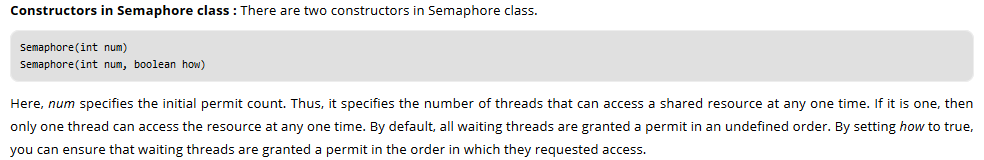 Constructors in Semaphore class : There are two constructors in Semaphore class.
Semaphore(int num)
Semaphore(int num, boolean how)
Here, num specifies the initial permit count. Thus, it specifies the number of threads that can access a shared resource at any one time. If it is one, then
only one thread can access the resource at any one time. By default, all waiting threads are granted a permit in an undefined order. By setting how to true,
you can ensure that waiting threads are granted a permit in the order in which they requested access.